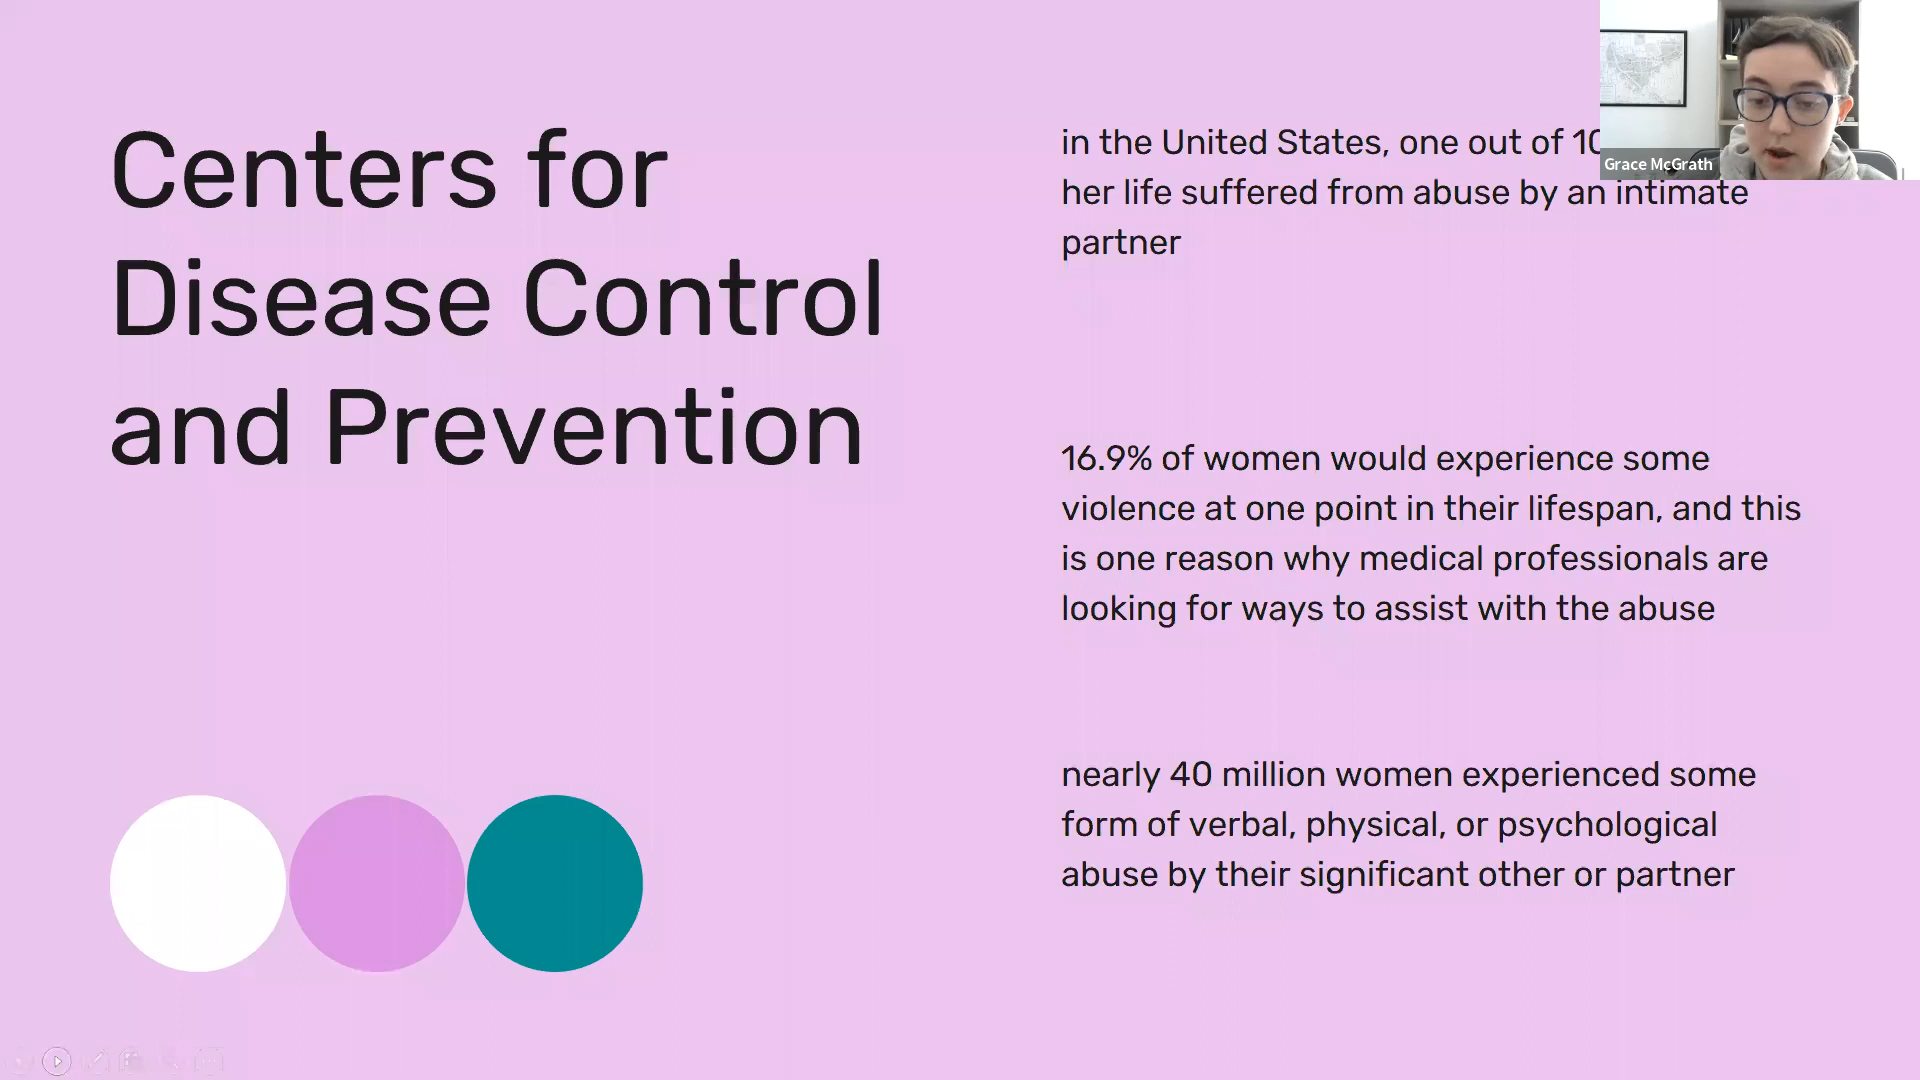 Centers for
Disease Control
and Prevention
in the United States, one out of 10
her life suffered from abuse by an intimate
partner
16.9% of women would experience some
violence at one point in their lifespan, and this
is one reason why medical professionals are
looking for ways to assist with the abuse
nearly 40 million women experienced some
form of verbal, physical, or psychological
abuse by their significant other or partner
Grace McGrath